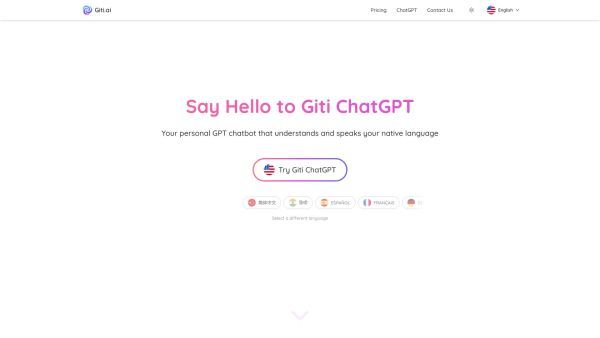 Giti.ai
Pricing ChatGPT Contact Us English
Say Hello to Giti ChatGPT
Your personal GPT chatbot that understands and speaks your native language
Try Giti ChatGPT
简体中文 हिन्दी ESPAÑOL FRANÇAIS
Select a different language